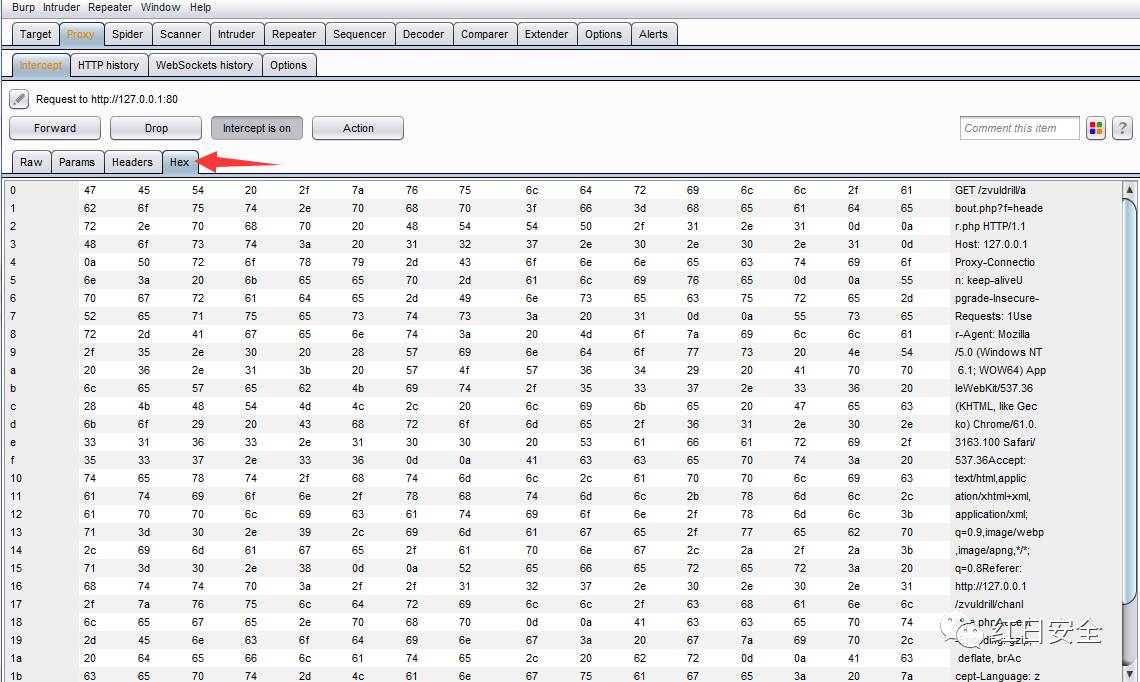 Burp Intruder Repeater Window Help
Target Proxy Spider Scanner Intruder Repeater Sequencer Decoder Comparer Extender Options Alerts
Intercept HTTP history WebSockets history Options
Request to http://127.0.0.1:80
Forward Drop Intercept is on Action Comment this item ?
Raw Params Headers Hex
0 47 45 54 20 2f 7a 76 75 6c 64 72 69 6c 6c 2f 61 GET /zvuldrill/a
1 62 6f 75 74 2e 70 68 70 3f 66 3d 68 65 61 64 65 bout.php?f=heade
2 72 2e 70 68 70 20 48 54 54 50 2f 31 2e 31 0d 0a r.php HTTP/1.1
3 48 6f 73 74 3a 20 31 32 37 2e 30 2e 30 2e 31 0d Host: 127.0.0.1
4 0a 50 72 6f 78 79 2d 43 6f 6e 6e 65 63 74 69 6f Proxy-Connectio
5 6e 3a 20 6b 65 65 70 2d 61 6c 69 76 65 0d 0a 55 n: keep-aliveU
6 70 67 72 61 64 65 2d 49 6e 73 65 63 75 72 65 2d pgrade-Insecure-
7 52 65 71 75 65 73 74 73 3a 20 31 0d 0a 55 73 65 Requests: 1Use
8 72 2d 41 67 65 6e 74 3a 20 4d 6f 7a 69 6c 6c 61 r-Agent: Mozilla
9 2f 35 2e 30 20 28 57 69 6e 64 6f 77 73 20 4e 54 /5.0 (Windows NT
a 20 36 2e 31 3b 20 57 4f 57 36 34 29 20 41 70 70 6.1; WOW64) App
b 6c 65 57 65 62 4b 69 74 2f 35 33 37 2e 33 36 20 leWebKit/537.36
c 28 4b 48 54 4d 4c 2c 20 6c 69 6b 65 20 47 65 63 (KHTML, like Gec
d 6b 6f 29 20 43 68 72 6f 6d 65 2f 36 31 2e 30 2e ko) Chrome/61.0.
e 33 31 36 33 2e 31 30 30 20 53 61 66 61 72 69 2f 3163.100 Safari/
f 35 33 37 2e 33 36 0d 0a 41 63 63 65 70 74 3a 20 537.36Accept:
10 74 65 78 74 2f 68 74 6d 6c 2c 61 70 70 6c 69 63 text/html,applic
11 61 74 69 6f 6e 2f 78 68 74 6d 6c 2b 78 6d 6c 2c ation/xhtml+xml,
12 61 70 70 6c 69 63 61 74 69 6f 6e 2f 78 6d 6c 3b application/xml;
13 71 3d 30 2e 39 2c 69 6d 61 67 65 2f 77 65 62 70 q=0.9,image/webp
14 2c 69 6d 61 67 65 2f 61 70 6e 67 2c 2a 2f 2a 3b ,image/apng,*/*;
15 71 3d 30 2e 38 0d 0a 52 65 66 65 72 65 72 3a 20 q=0.8Referer:
16 68 74 74 70 3a 2f 2f 31 32 37 2e 30 2e 30 2e 31 http://127.0.0.1
17 2f 7a 76 75 6c 64 72 69 6c 6c 2f 63 68 61 6e 6c /zvuldrill/chanl
18 6c 65 67 65 2e 70 68 70 0d 0a 41 63 63 65 70 74
19 2d 45 6e 63 6f 64 69 6e 67 3a 20 67 7a 69 70 2c
红日安全
1a 20 64 65 66 6c 61 74 65 2c 20 62 72 0d 0a 41 63 deflate, brAc
1b 63 65 70 74 2d 4c 61 6e 67 75 61 67 65 3a 20 7a cept-Language: z